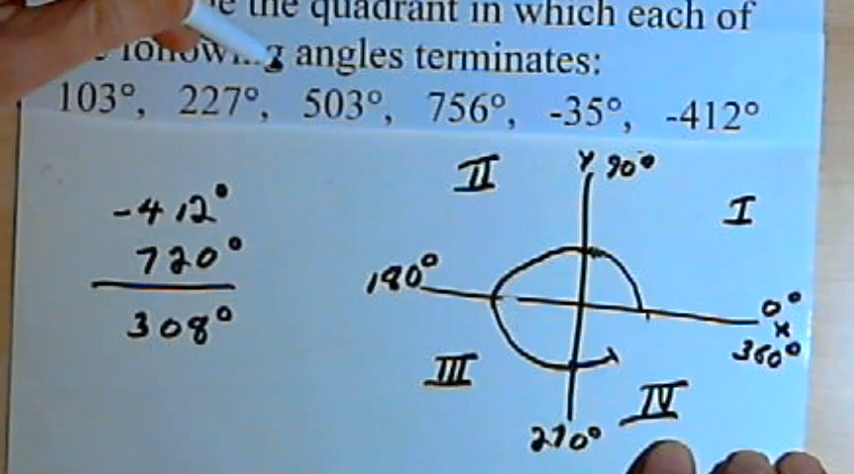 the quadrant in which each of
following angles terminates:
103°, 227°, 503°, 756°, -35°, -412°
II
Y 90°
I
-412°
720°
308°
180°
0°
X
360°
III
IV
270°